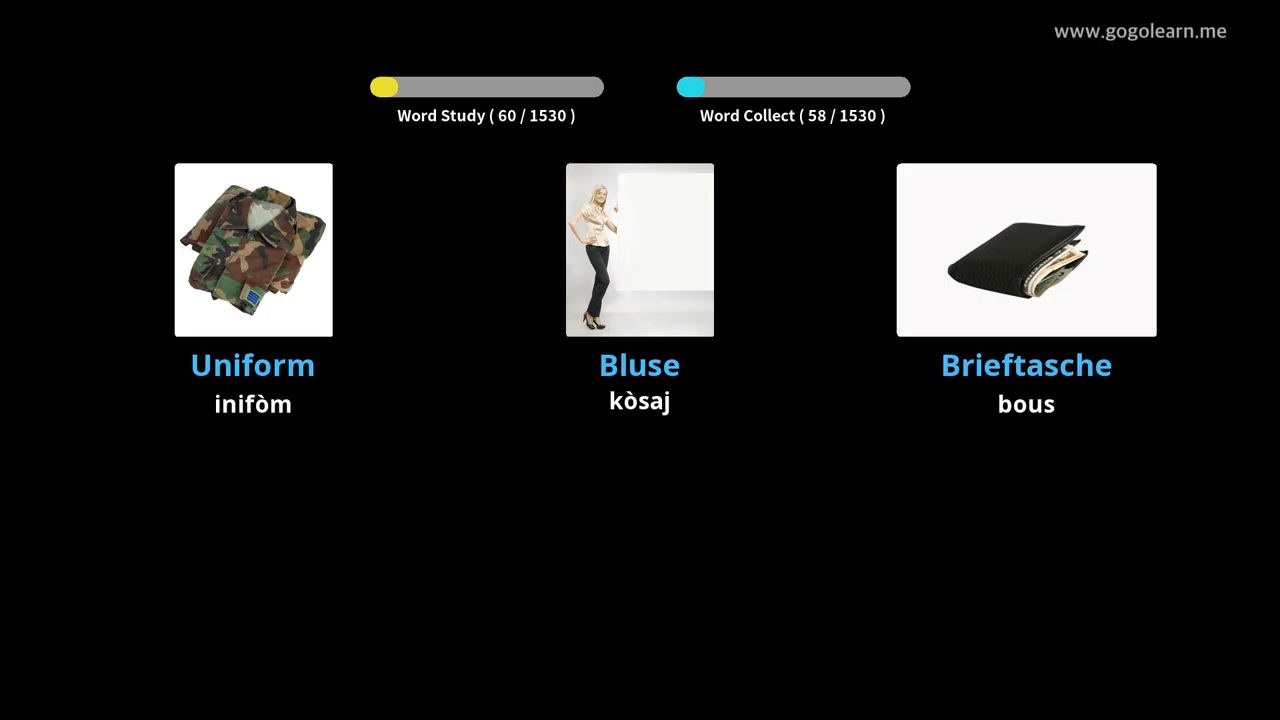 www.gogolearn.me
Word Study ( 60 / 1530 )
Word Collect ( 58 / 1530 )
Uniform
inifòm
Bluse
kòsaj
Brieftasche
bous